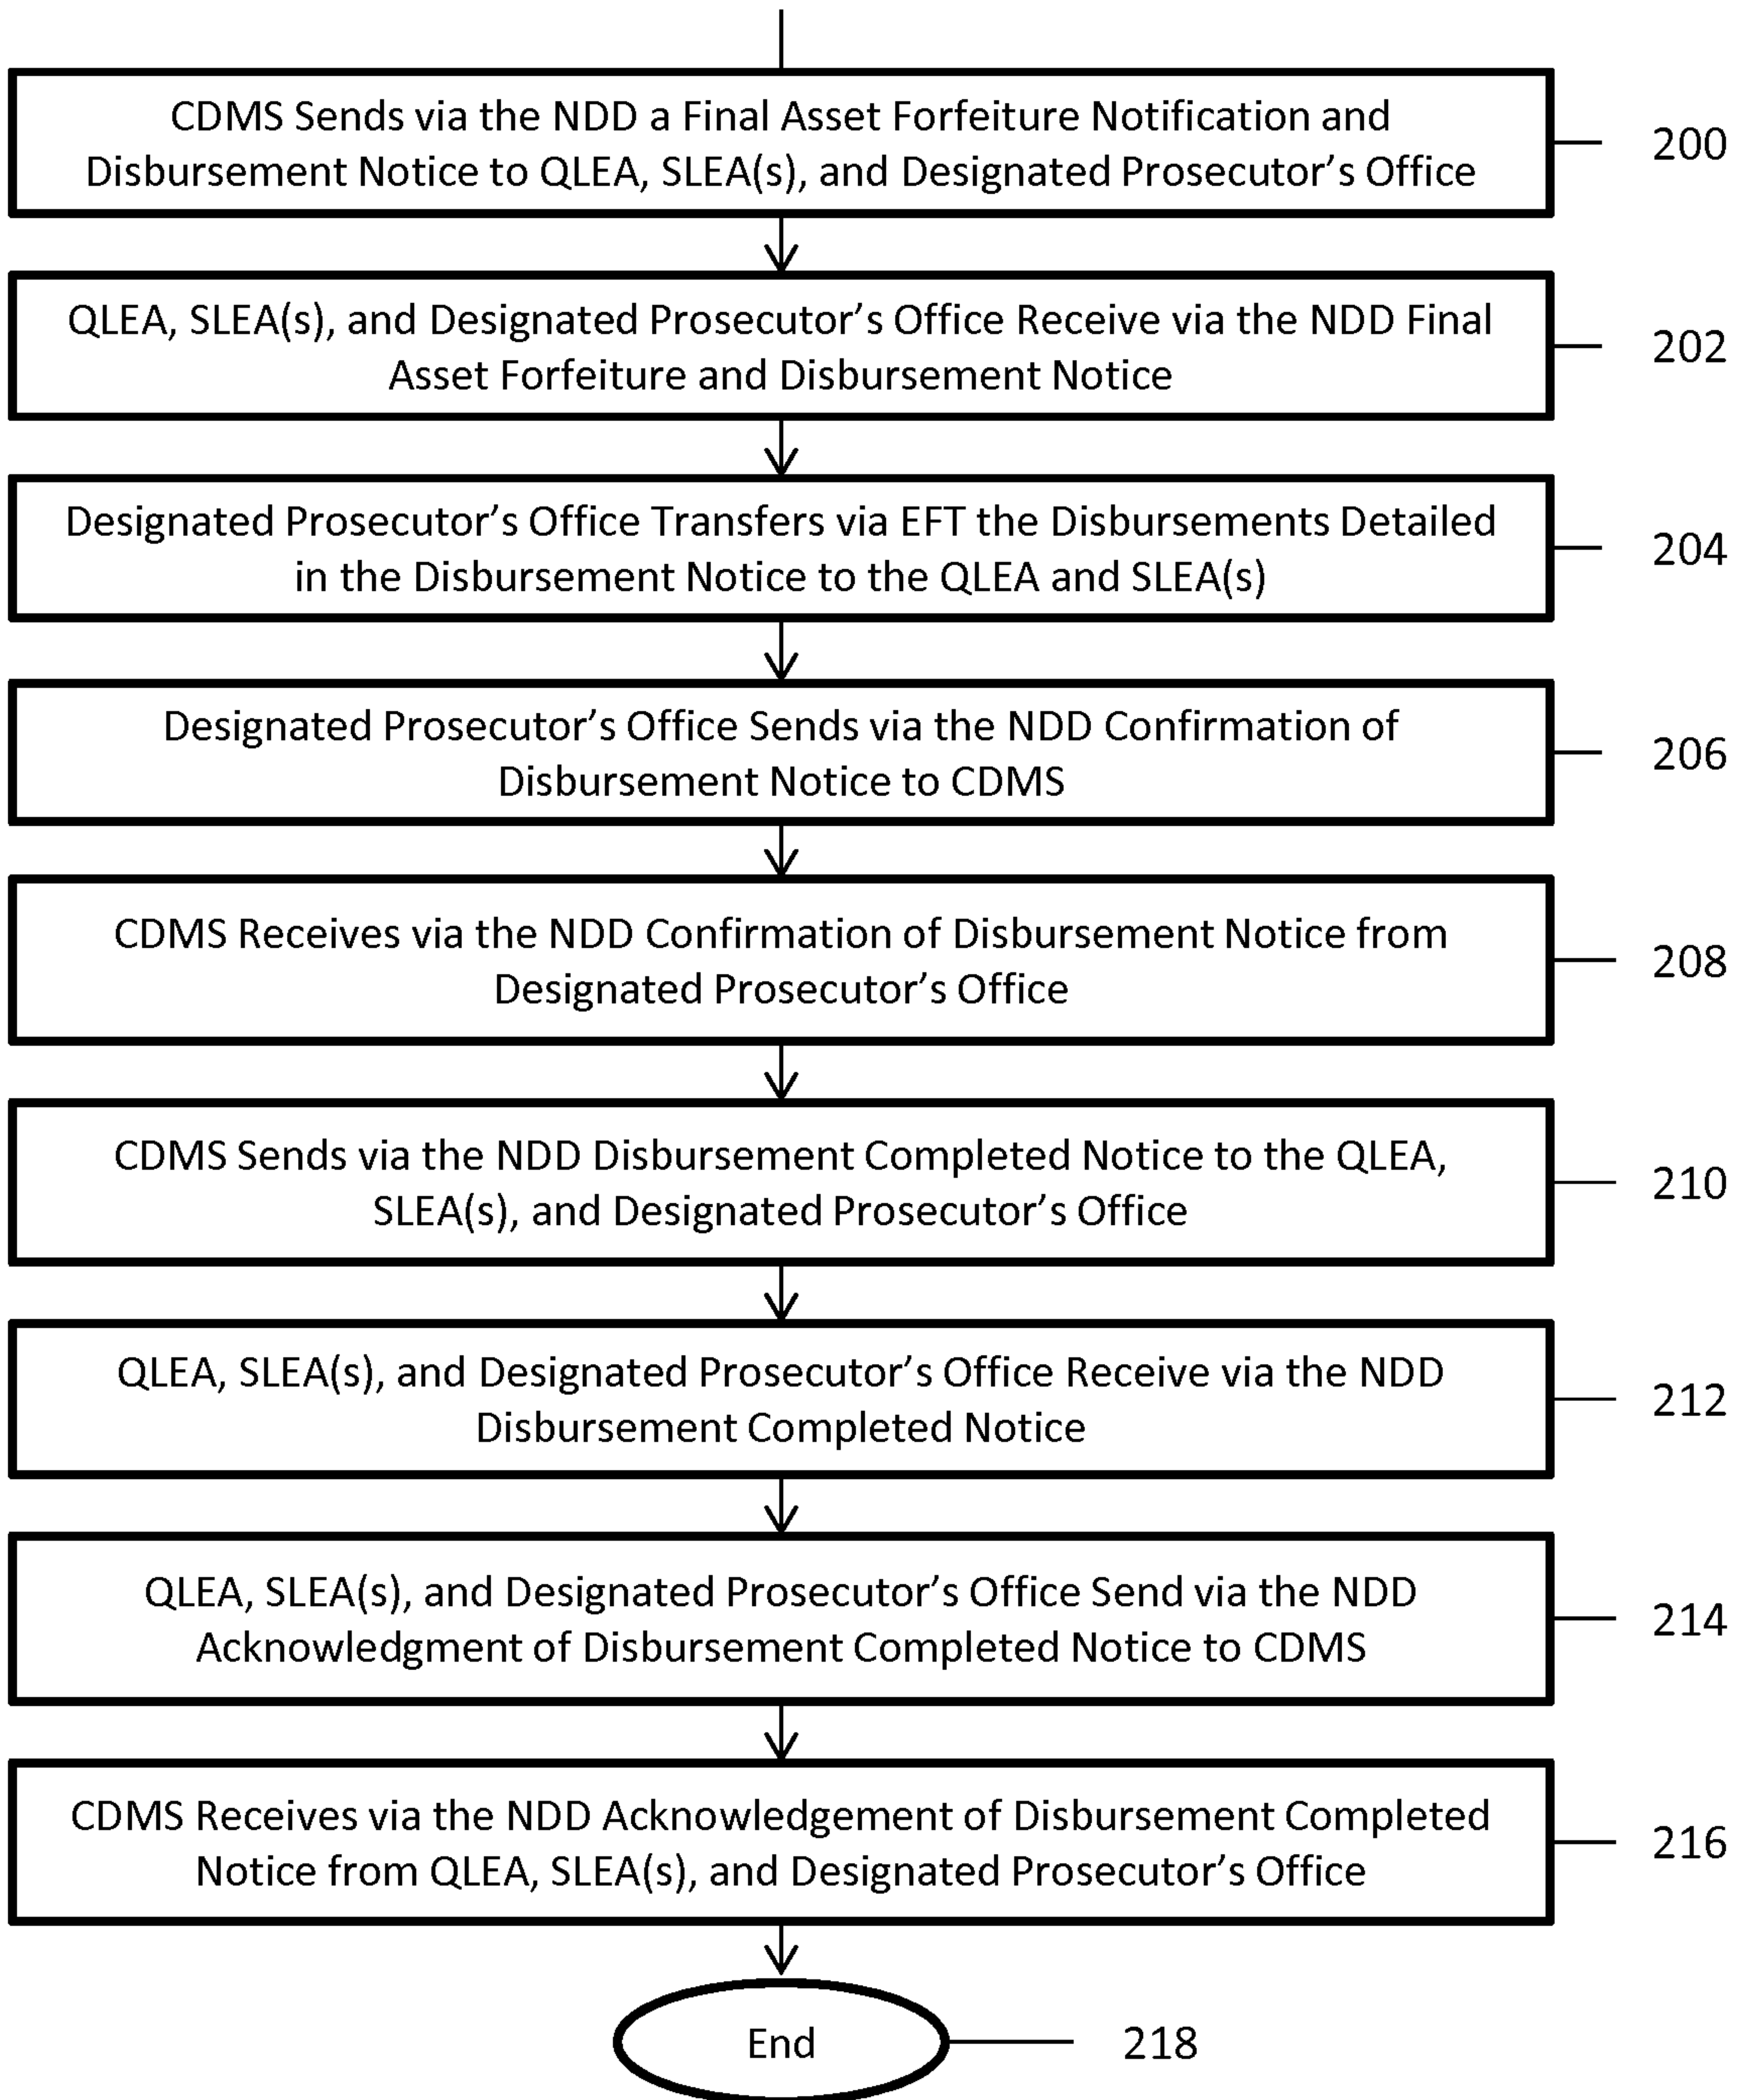 CDMS Sends via the NDD a Final Asset Forfeiture Notification and
Disbursement Notice to QLEA, SLEA(s), and Designated Prosecutor's Office
200
QLEA, SLEA(s), and Designated Prosecutor's Office Receive via the NDD Final
Asset Forfeiture and Disbursement Notice
202
Designated Prosecutor's Office Transfers via EFT the Disbursements Detailed
in the Disbursement Notice to the QLEA and SLEA(s)
204
Designated Prosecutor's Office Sends via the NDD Confirmation of
Disbursement Notice to CDMS
206
CDMS Receives via the NDD Confirmation of Disbursement Notice from
Designated Prosecutor's Office
208
CDMS Sends via the NDD Disbursement Completed Notice to the QLEA,
SLEA(s), and Designated Prosecutor's Office
210
QLEA, SLEA(s), and Designated Prosecutor's Office Receive via the NDD
Disbursement Completed Notice
212
QLEA, SLEA(s), and Designated Prosecutor's Office Send via the NDD
Acknowledgment of Disbursement Completed Notice to CDMS
214
CDMS Receives via the NDD Acknowledgement of Disbursement Completed
Notice from QLEA, SLEA(s), and Designated Prosecutor's Office
216
End
218